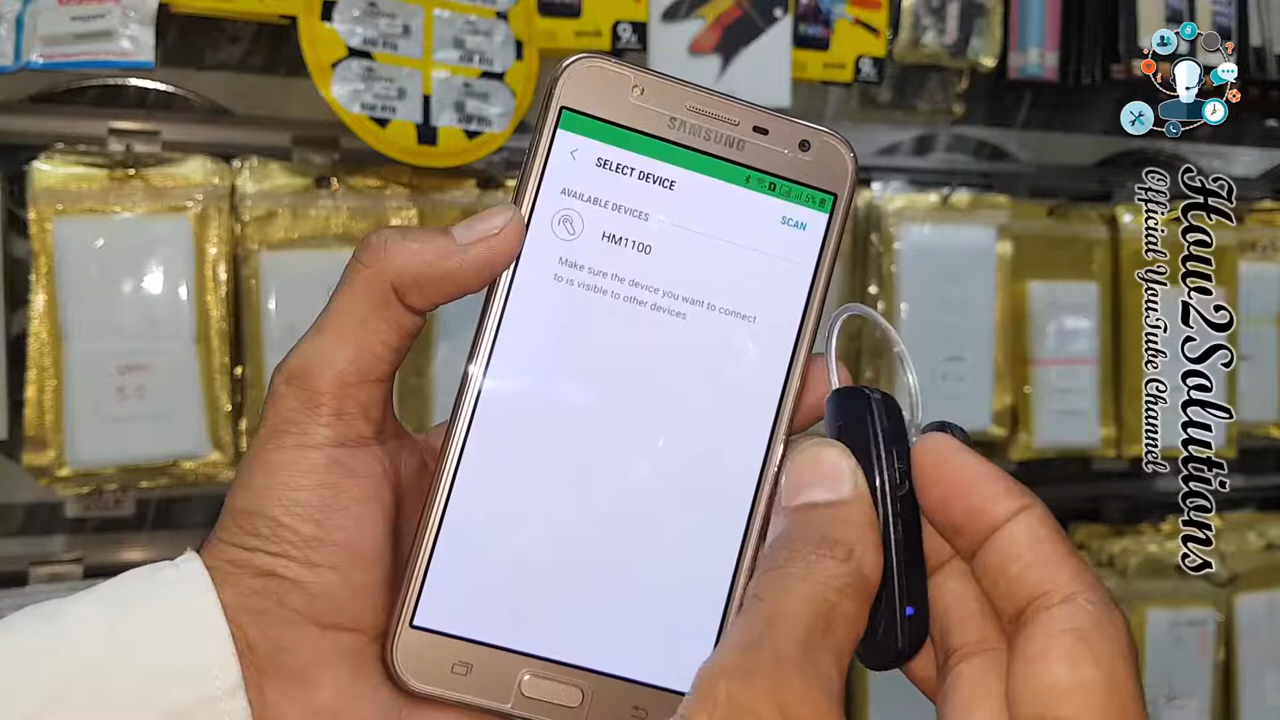 SAMSUNG
5%
SELECT DEVICE
AVAILABLE DEVICES
SCAN
HM1100
Make sure the device you want to connect
to is visible to other devices
How2Solutions
Official YouTube Channel